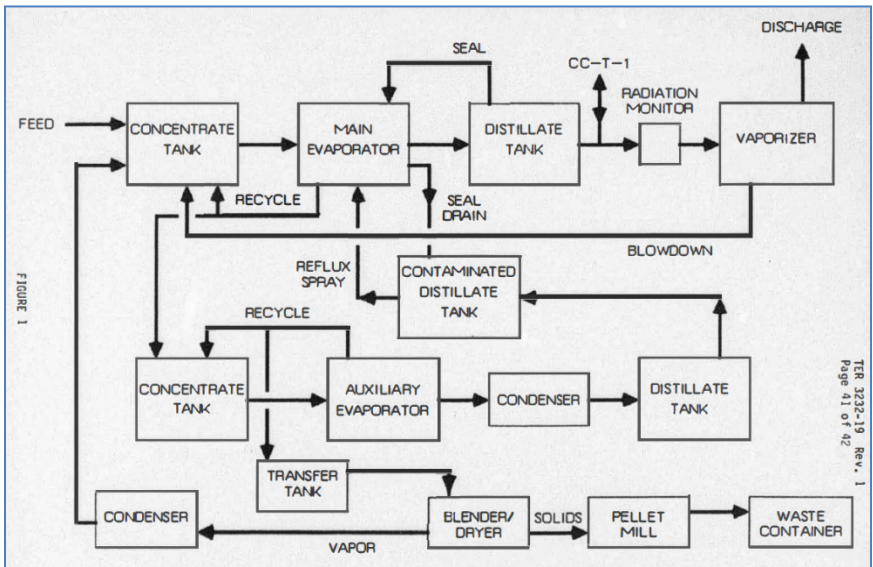 DISCHARGE
SEAL
CC-T-1
RADIATION
MONITOR
FEED
CONCENTRATE
TANK
MAIN
EVAPORATOR
DISTILLATE
TANK
VAPORIZER
RECYCLE
SEAL
DRAIN
BLOWDOWN
REFLUX
SPRAY
CONTAMINATED
DISTILLATE
TANK
FIGURE 1
RECYCLE
CONCENTRATE
TANK
AUXILIARY
EVAPORATOR
CONDENSER
DISTILLATE
TANK
TER 3232-19 Rev. 1
Page 41 of 42
TRANSFER
TANK
CONDENSER
VAPOR
BLENDER/
DRYER
SOLIDS
PELLET
MILL
WASTE
CONTAINER